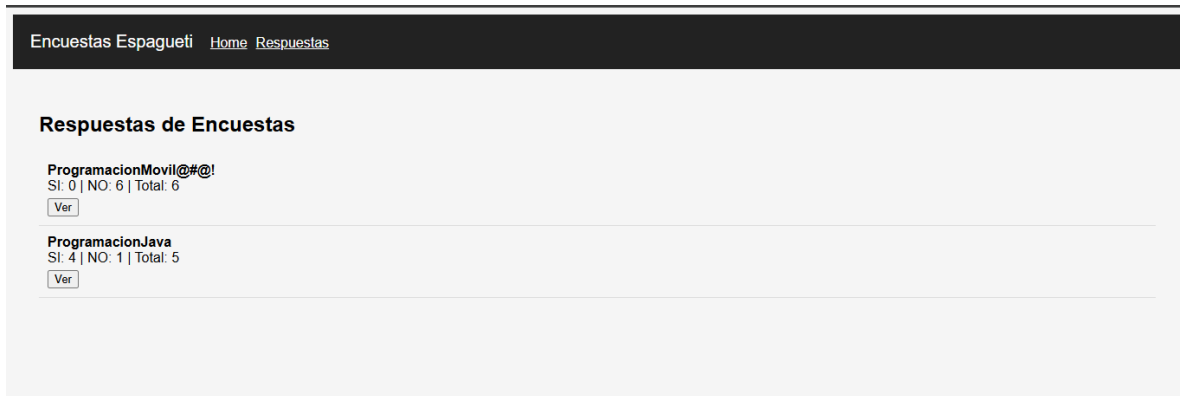 Encuestas Espagueti Home Respuestas
Respuestas de Encuestas
ProgramacionMovil@#@!
SI: 0 | NO: 6 | Total: 6
Ver
ProgramacionJava
SI: 4 | NO: 1 | Total: 5
Ver